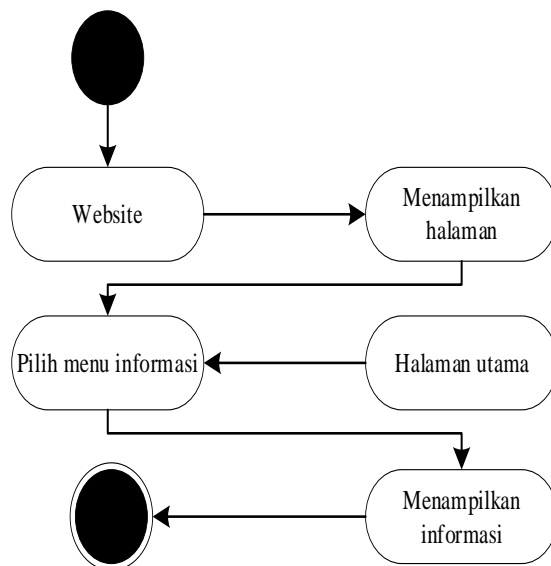 Website
Menampilkan
halaman
Pilih menu informasi
Halaman utama
Menampilkan
informasi